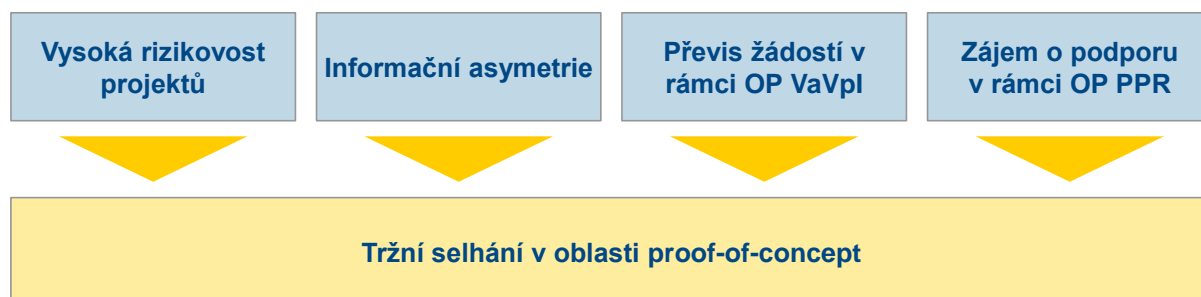 Vysoká rizikovost
projektů
Informační asymetrie
Převis žádostí v
rámci OP VaVpI
Zájem o podporu
v rámci OP PPR
Tržní selhání v oblasti proof-of-concept